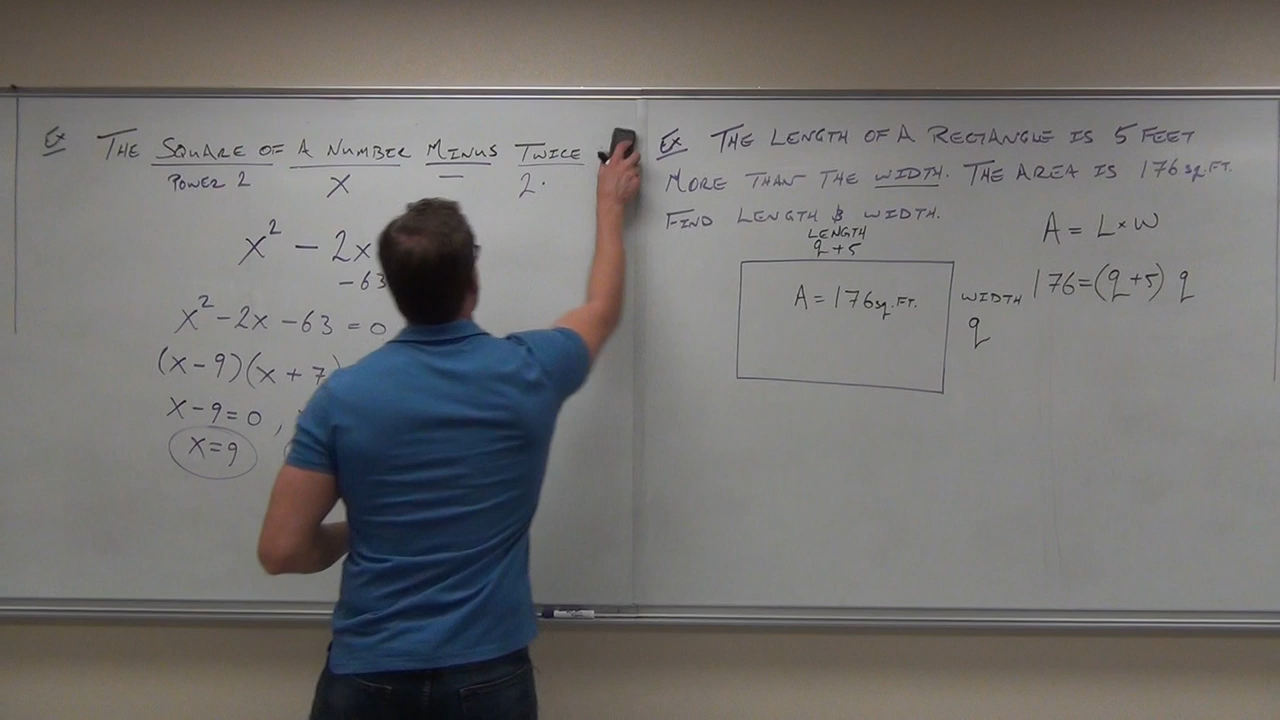 Ex THE SQUARE OF A NUMBER MINUS TWICE
POWER 2 X — 2·
x² - 2x
-63
x² - 2x - 63 = 0
(x - 9)(x + 7)
x - 9 = 0 ,
x = 9
Ex THE LENGTH OF A RECTANGLE IS 5 FEET
MORE THAN THE WIDTH. THE AREA IS 176 sq.FT.
FIND LENGTH & WIDTH.
LENGTH
q + 5
A = 176 sq.FT.
WIDTH
q
A = L × W
176 = (q + 5) q